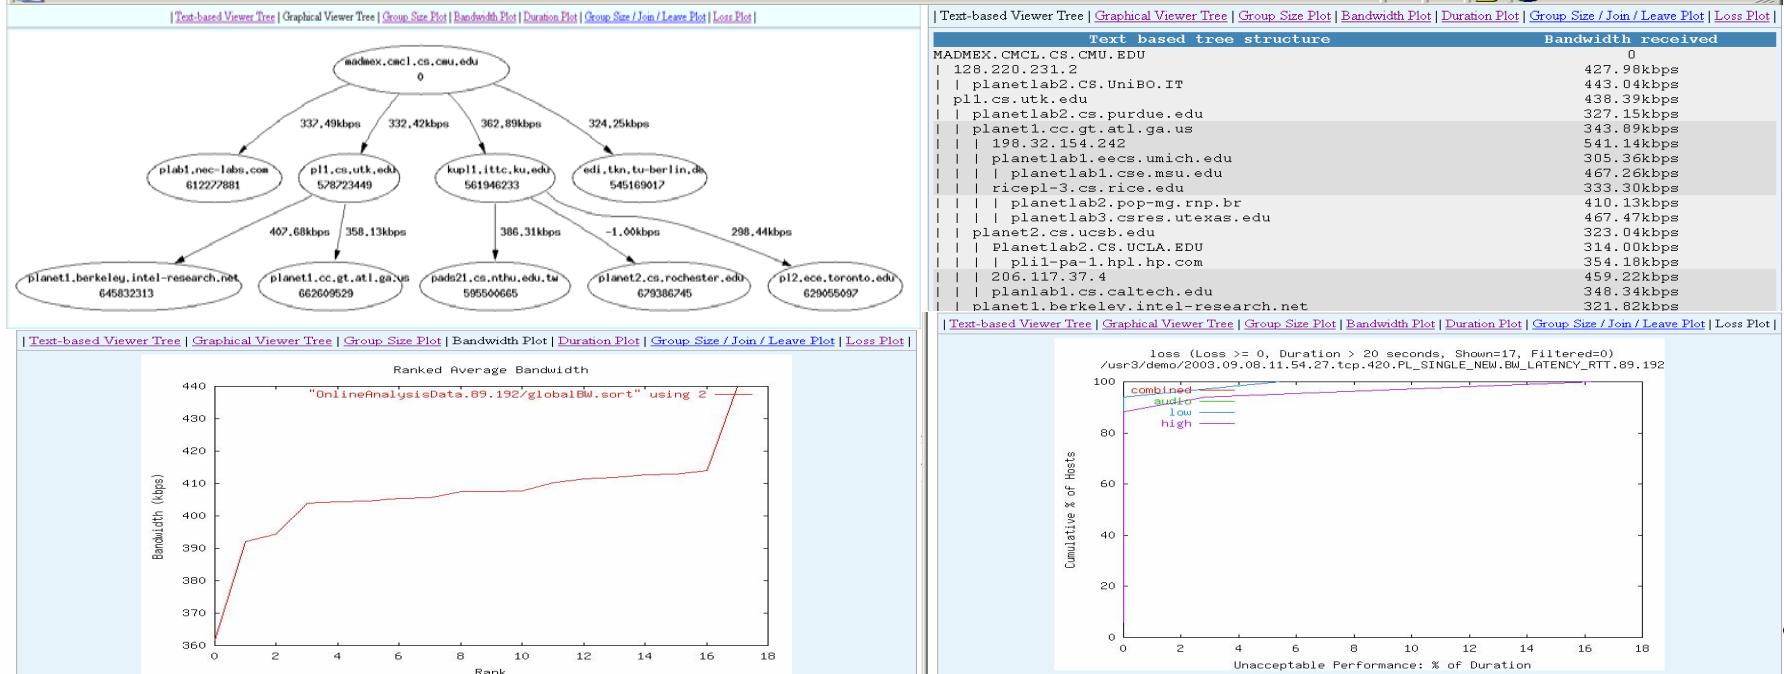 | Text-based Viewer Tree | Graphical Viewer Tree | Group Size Plot | Bandwidth Plot | Duration Plot | Group Size / Join / Leave Plot | Loss Plot |
madmex.cmcl.cs.cmu.edu
0
337.49kbps 332.42kbps 362.89kbps 324.25kbps
plab1.nec-labs.com pl1.cs.utk.edu kupl1.ittc.ku.edu edi.tkn.tu-berlin.de
612277881 578723449 561946233 545169017
407.68kbps 358.13kbps 386.31kbps -1.00kbps 298.44kbps
planet1.berkeley.intel-research.net planet1.cc.gt.atl.ga.us pads21.cs.nthu.edu.tw planet2.cs.rochester.edu pl2.ece.toronto.edu
645832313 662609529 595500665 679386745 629055097
| Text-based Viewer Tree | Graphical Viewer Tree | Group Size Plot | Bandwidth Plot | Duration Plot | Group Size / Join / Leave Plot | Loss Plot |
Text based tree structure Bandwidth received
MADMEX.CMCL.CS.CMU.EDU 0
| 128.220.231.2 427.98kbps
| | planetlab2.CS.UniBO.IT 443.04kbps
| pl1.cs.utk.edu 438.39kbps
| | planetlab2.cs.purdue.edu 327.15kbps
| | planet1.cc.gt.atl.ga.us 343.89kbps
| | | 198.32.154.242 541.14kbps
| | | planetlab1.eecs.umich.edu 305.36kbps
| | | | planetlab1.cse.msu.edu 467.26kbps
| | | ricepl-3.cs.rice.edu 333.30kbps
| | | | planetlab2.pop-mg.rnp.br 410.13kbps
| | | | planetlab3.csres.utexas.edu 467.47kbps
| | planet2.cs.ucsb.edu 323.04kbps
| | | Planetlab2.CS.UCLA.EDU 314.00kbps
| | | | pli1-pa-1.hpl.hp.com 354.18kbps
| | | 206.117.37.4 459.22kbps
| | | planlab1.cs.caltech.edu 348.34kbps
| | planet1.berkeley.intel-research.net 321.82kbps
| Text-based Viewer Tree | Graphical Viewer Tree | Group Size Plot | Bandwidth Plot | Duration Plot | Group Size / Join / Leave Plot | Loss Plot |
Ranked Average Bandwidth
"OnlineAnalysisData.89.192/globalBW.sort" using 2
440
430
420
410
400
390
380
370
360
Bandwidth (kbps)
0 2 4 6 8 10 12 14 16 18
Rank
| Text-based Viewer Tree | Graphical Viewer Tree | Group Size Plot | Bandwidth Plot | Duration Plot | Group Size / Join / Leave Plot | Loss Plot |
loss (Loss >= 0, Duration > 20 seconds, Shown=17, Filtered=0)
/usr3/demo/2003.09.08.11.54.27.tcp.420.PL_SINGLE_NEW.BW_LATENCY_RTT.89.192
combined
audio
low
high
100
80
60
40
20
0
Cumulative % of Hosts
0 2 4 6 8 10 12 14 16 18
Unacceptable Performance: % of Duration